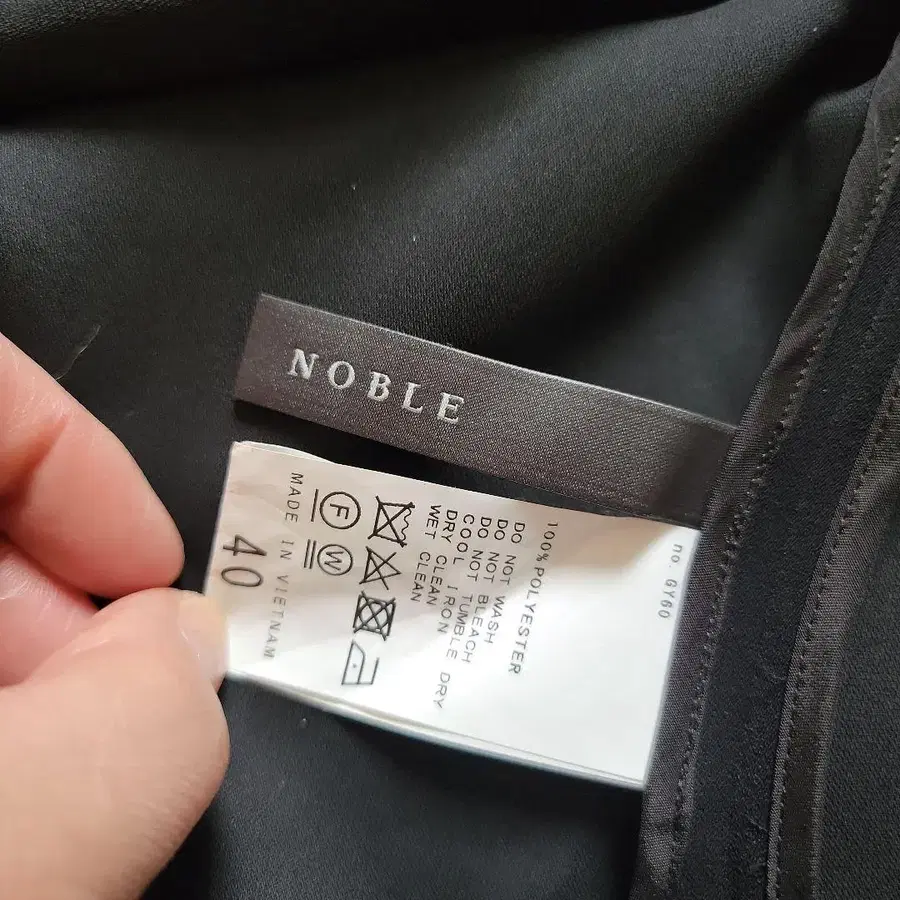 NOBLE
no. GY60
100% POLYESTER
DO NOT WASH
DO NOT BLEACH
DO NOT TUMBLE DRY
COOL IRON
DRY CLEAN
WET CLEAN
F
W
MADE IN VIETNAM
40